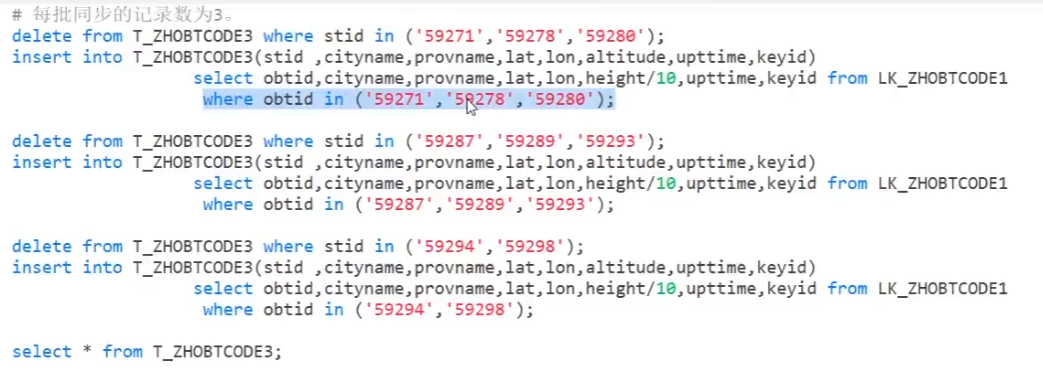 # 每批同步的记录数为3。
delete from T_ZHOBTCODE3 where stid in ('59271','59278','59280');
insert into T_ZHOBTCODE3(stid ,cityname,provname,lat,lon,altitude,upttime,keyid)
select obtid,cityname,provname,lat,lon,height/10,upttime,keyid from LK_ZHOBTCODE1
where obtid in ('59271','59278','59280');
delete from T_ZHOBTCODE3 where stid in ('59287','59289','59293');
insert into T_ZHOBTCODE3(stid ,cityname,provname,lat,lon,altitude,upttime,keyid)
select obtid,cityname,provname,lat,lon,height/10,upttime,keyid from LK_ZHOBTCODE1
where obtid in ('59287','59289','59293');
delete from T_ZHOBTCODE3 where stid in ('59294','59298');
insert into T_ZHOBTCODE3(stid ,cityname,provname,lat,lon,altitude,upttime,keyid)
select obtid,cityname,provname,lat,lon,height/10,upttime,keyid from LK_ZHOBTCODE1
where obtid in ('59294','59298');
select * from T_ZHOBTCODE3;